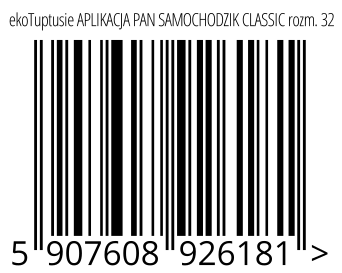 ekoTuptusie APLIKACJA PAN SAMOCHODZIK CLASSIC rozm. 32
5 907608 926181 >